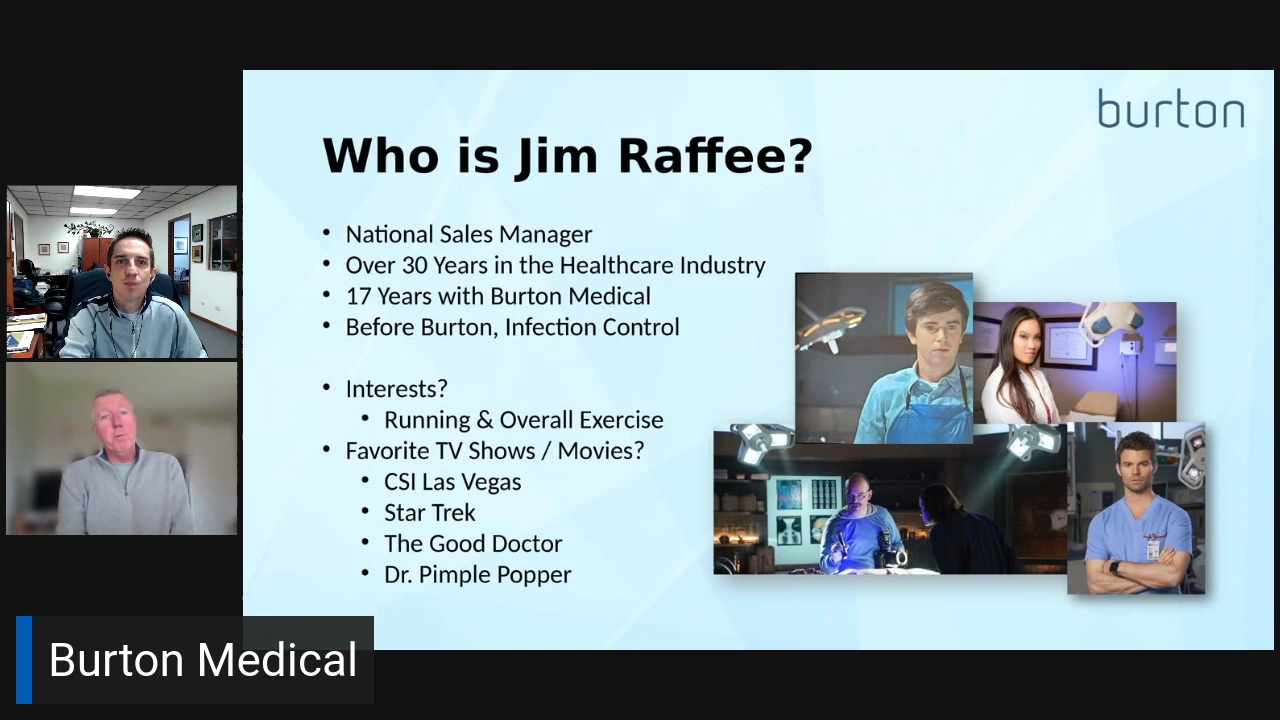 burton
Who is Jim Raffee?
• National Sales Manager
• Over 30 Years in the Healthcare Industry
• 17 Years with Burton Medical
• Before Burton, Infection Control
• Interests?
• Running & Overall Exercise
• Favorite TV Shows / Movies?
• CSI Las Vegas
• Star Trek
• The Good Doctor
• Dr. Pimple Popper
Burton Medical